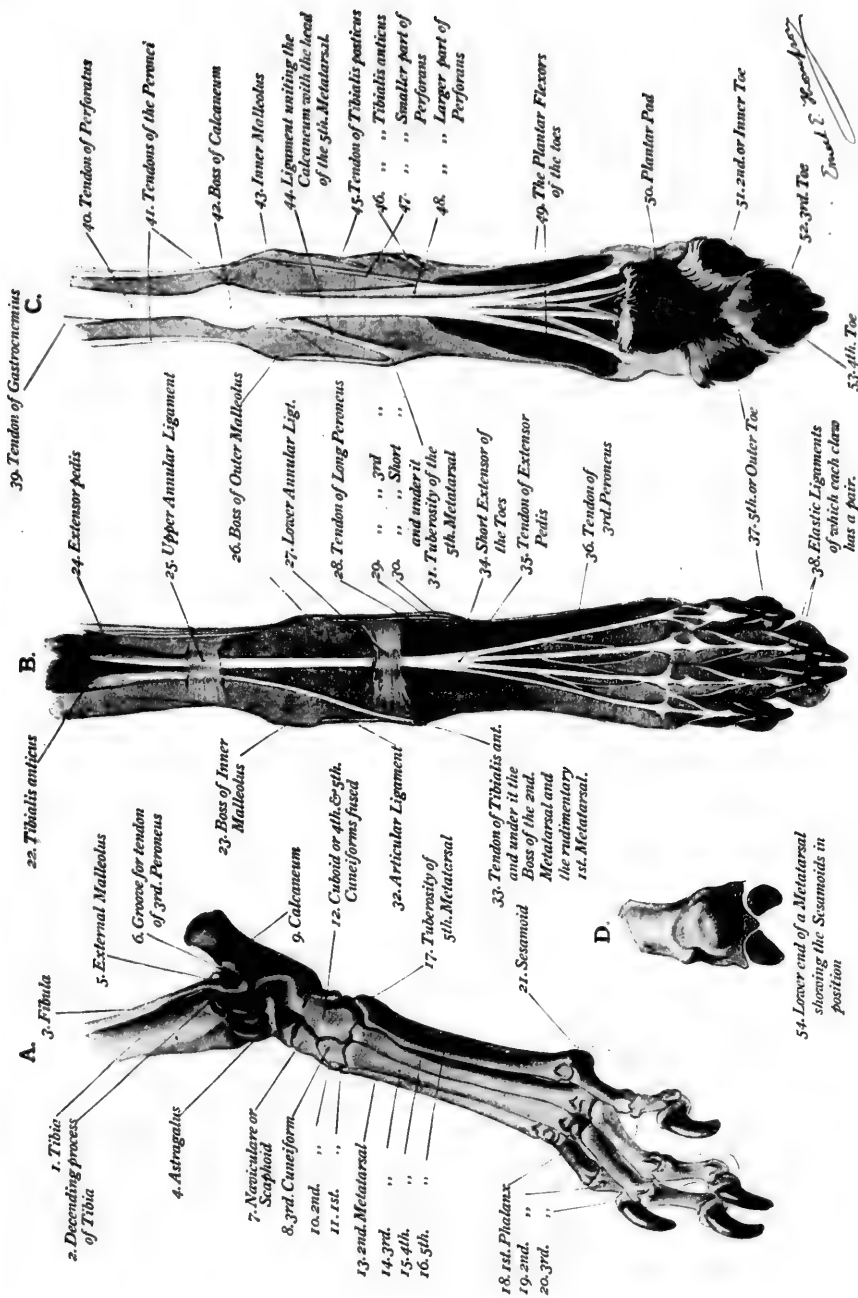 A.
1. Tibia
2. Decending process
of Tibia
3. Fibula
4. Astragalus
5. External Malleolus
6. Groove for tendon
of 3rd. Peroneus
7. Naviculare or
Scaphoid
8. 3rd. Cuneiform
9. Calcaneum
10. 2nd. „
11. 1st. „
12. Cuboid or 4th. & 5th.
Cuneiforms fused
13. 2nd. Metatarsal
14. 3rd. „
15. 4th. „
16. 5th. „
17. Tuberosity of
5th. Metatarsal
18. 1st. Phalanx
19. 2nd. „
20. 3rd. „
21. Sesamoid
B.
22. Tibialis anticus
23. Boss of Inner
Malleolus
24. Extensor pedis
25. Upper Annular Ligament
26. Boss of Outer Malleolus
27. Lower Annular Ligt.
28. Tendon of Long Peroneus
29. „ „ 3rd „
30. „ „ Short „
and under it
31. Tuberosity of the
5th. Metatarsal
32. Articular Ligament
33. Tendon of Tibialis ant.
and under it the
Boss of the 2nd.
Metatarsal and
the rudimentary
1st. Metatarsal.
34. Short Extensor of
the Toes
35. Tendon of Extensor
Pedis
36. Tendon of
3rd. Peroneus
37. 5th. or Outer Toe
38. Elastic Ligaments
of which each claw
has a pair.
C.
39. Tendon of Gastrocnemius
40. Tendon of Perforatus
41. Tendons of the Peronei
42. Boss of Calcaneum
43. Inner Malleolus
44. Ligament uniting the
Calcaneum with the head
of the 5th. Metatarsal.
45. Tendon of Tibialis posticus
46. „ „ Tibialis anticus
47. „ „ Smaller part of
Perforans
48. „ „ Larger part of
Perforans
49. The Plantar Flexors
of the toes
50. Plantar Pad
51. 2nd. or Inner Toe
52. 3rd. Toe
53. 4th. Toe
D.
54. Lower end of a Metatarsal
showing the Sesamoids in
position